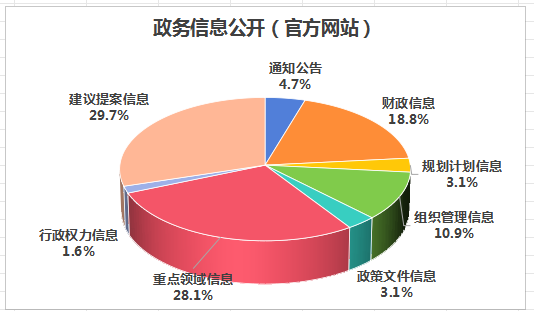 政务信息公开（官方网站）
通知公告
4.7%
财政信息
18.8%
规划计划信息
3.1%
组织管理信息
10.9%
政策文件信息
3.1%
重点领域信息
28.1%
行政权力信息
1.6%
建议提案信息
29.7%